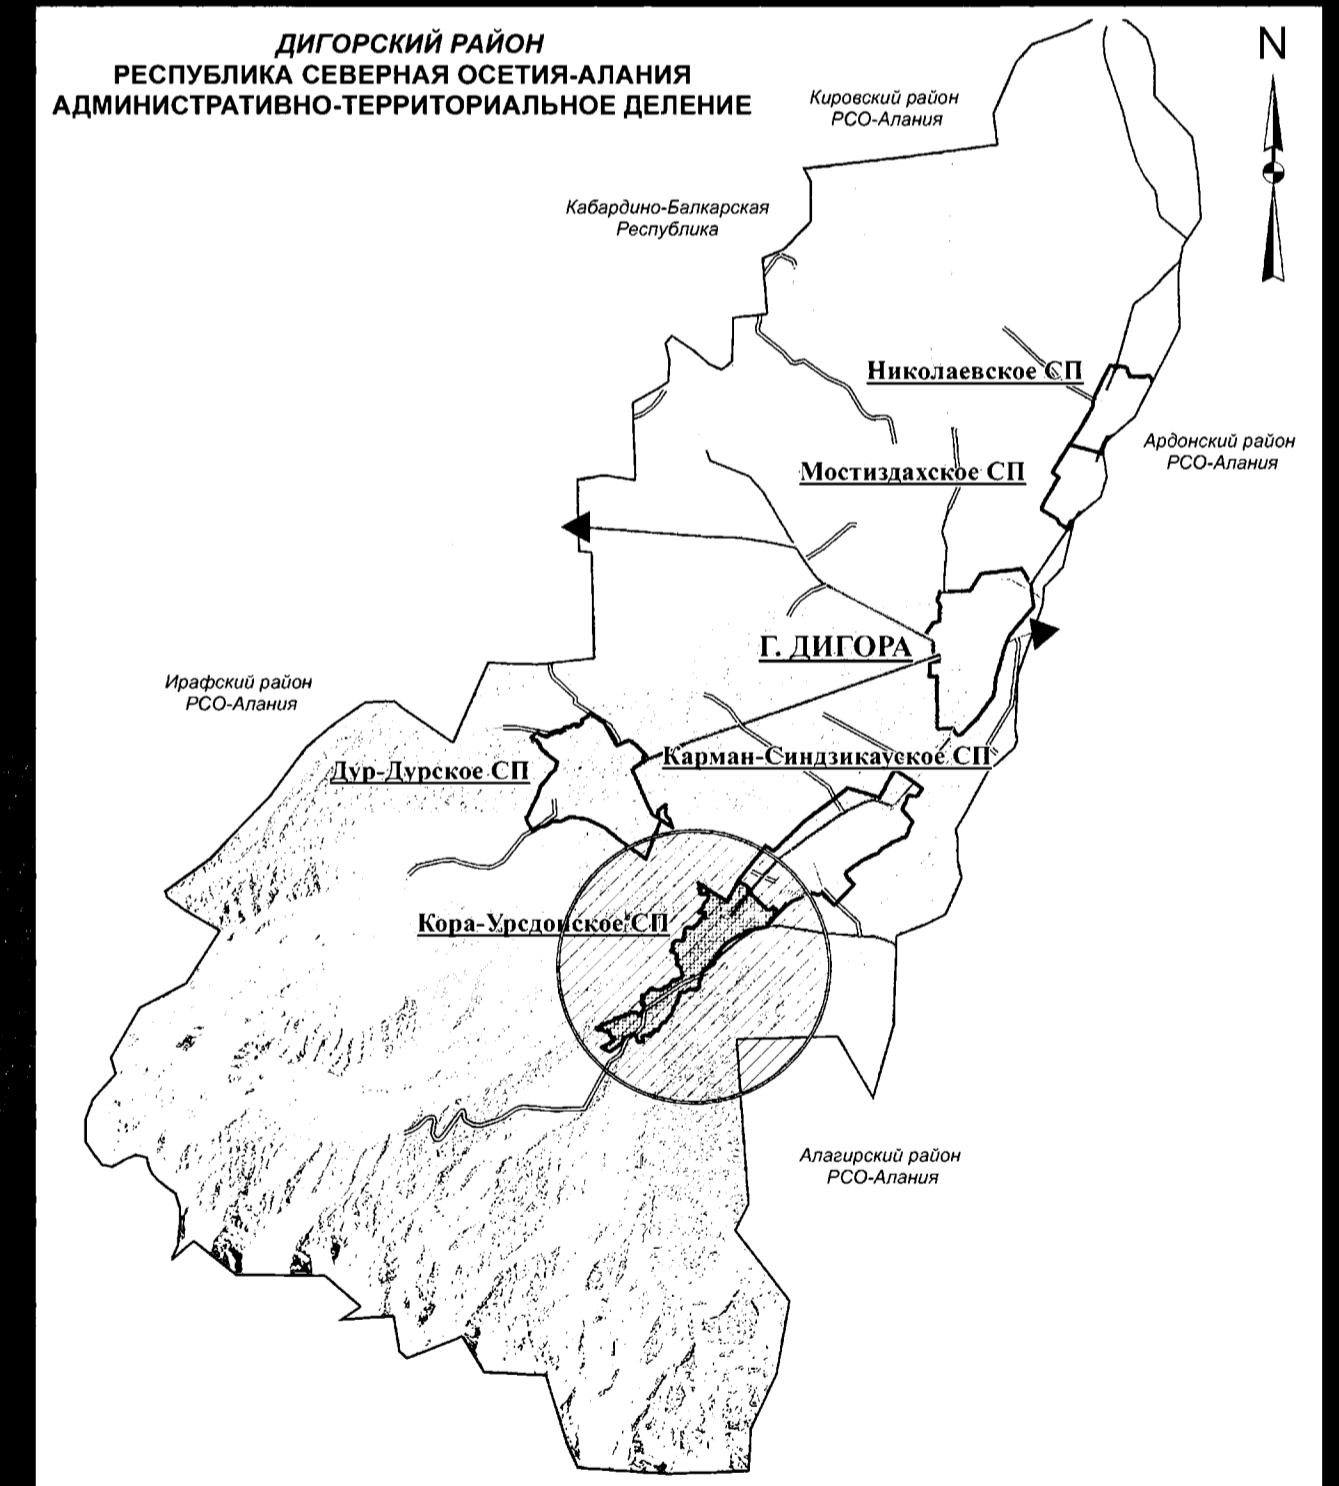 ДИГОРСКИЙ РАЙОН
РЕСПУБЛИКА СЕВЕРНАЯ ОСЕТИЯ-АЛАНИЯ
АДМИНИСТРАТИВНО-ТЕРРИТОРИАЛЬНОЕ ДЕЛЕНИЕ
N
Кировский район
РСО-Алания
Кабардино-Балкарская
Республика
Николаевское СП
Ардонский район
РСО-Алания
Мостиздахское СП
Г. ДИГОРА
Ирафский район
РСО-Алания
Карман-Синдзикауское СП
Дур-Дурское СП
Кора-Урсдонское СП
Алагирский район
РСО-Алания